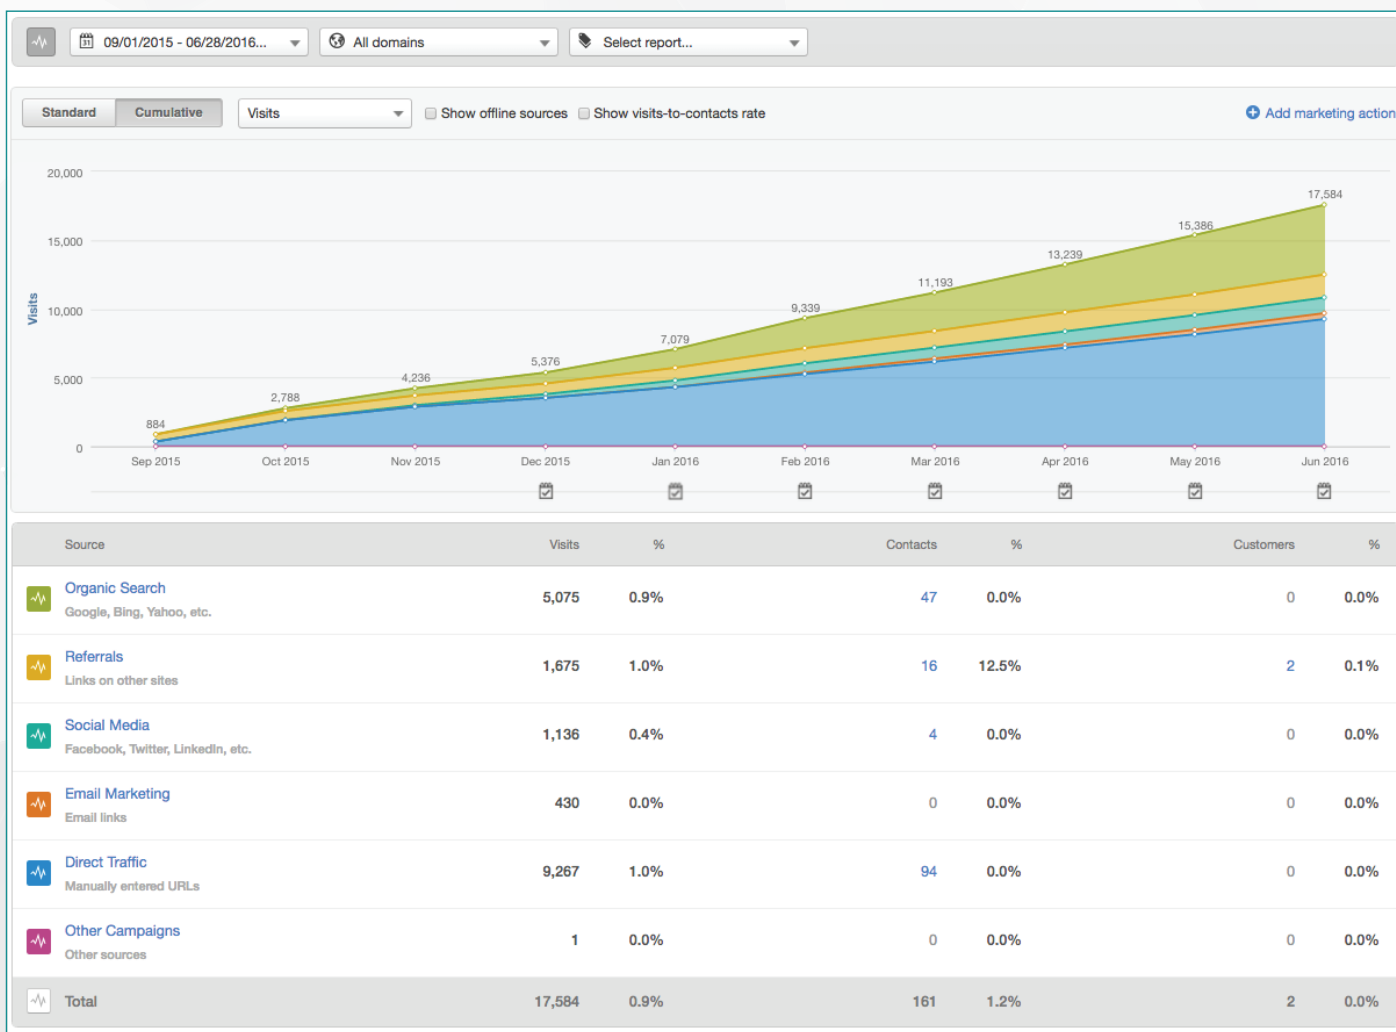 31 09/01/2015 - 06/28/2016... All domains Select report...
Standard Cumulative Visits Show offline sources Show visits-to-contacts rate Add marketing action
20,000
15,000
10,000
5,000
0
Visits
884 2,788 4,236 5,376 7,079 9,339 11,193 13,239 15,386 17,584
Sep 2015 Oct 2015 Nov 2015 Dec 2015 Jan 2016 Feb 2016 Mar 2016 Apr 2016 May 2016 Jun 2016
Source Visits % Contacts % Customers %
Organic Search
Google, Bing, Yahoo, etc.
5,075 0.9% 47 0.0% 0 0.0%
Referrals
Links on other sites
1,675 1.0% 16 12.5% 2 0.1%
Social Media
Facebook, Twitter, LinkedIn, etc.
1,136 0.4% 4 0.0% 0 0.0%
Email Marketing
Email links
430 0.0% 0 0.0% 0 0.0%
Direct Traffic
Manually entered URLs
9,267 1.0% 94 0.0% 0 0.0%
Other Campaigns
Other sources
1 0.0% 0 0.0% 0 0.0%
Total 17,584 0.9% 161 1.2% 2 0.0%